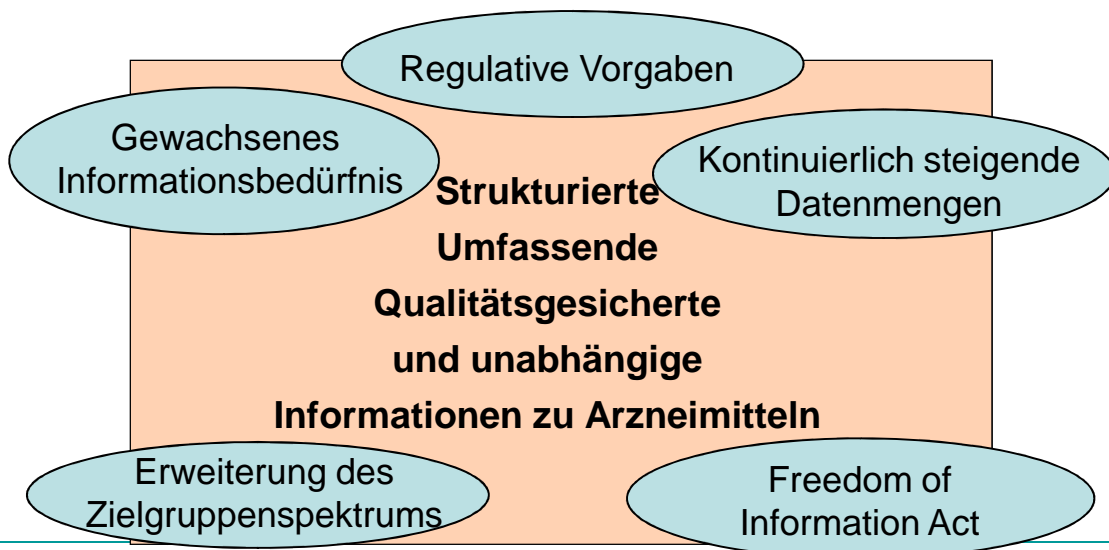 Regulative Vorgaben
Gewachsenes
Informationsbedürfnis
Kontinuierlich steigende
Datenmengen
Strukturierte
Umfassende
Qualitätsgesicherte
und unabhängige
Informationen zu Arzneimitteln
Erweiterung des
Zielgruppenspektrums
Freedom of
Information Act